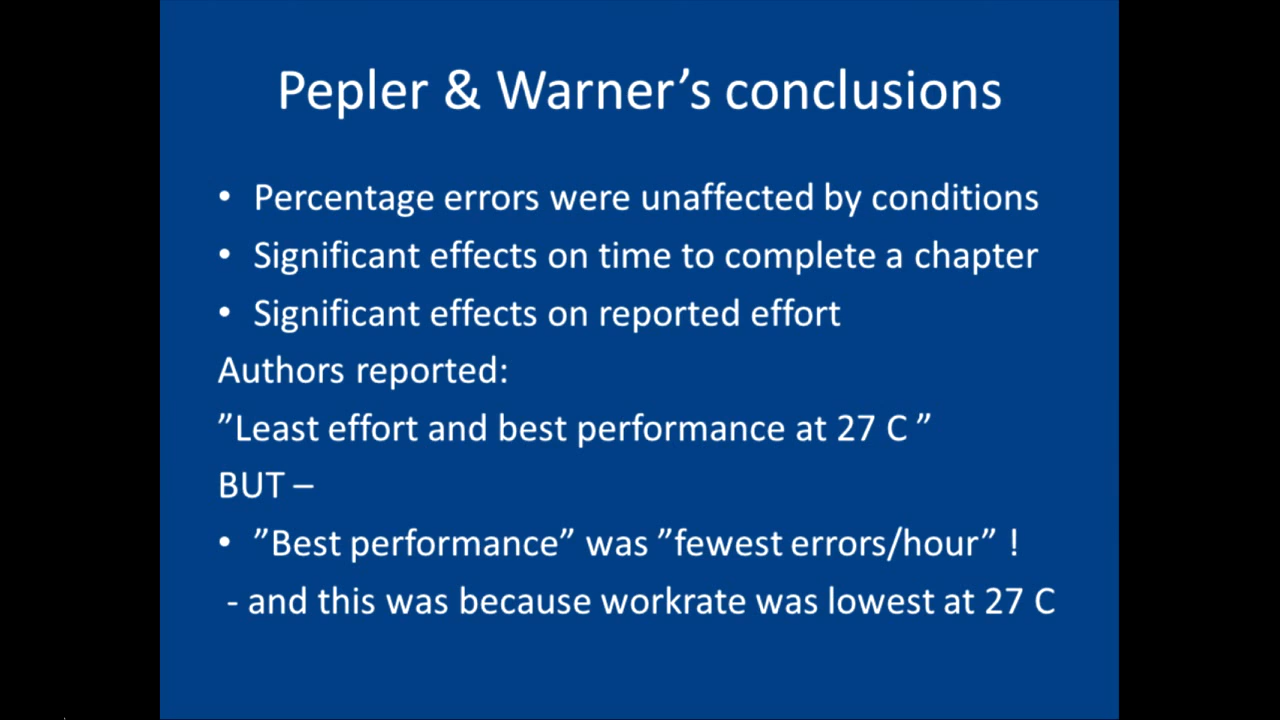 Pepler & Warner’s conclusions
• Percentage errors were unaffected by conditions
• Significant effects on time to complete a chapter
• Significant effects on reported effort
Authors reported:
”Least effort and best performance at 27 C ”
BUT –
• ”Best performance” was ”fewest errors/hour” !
- and this was because workrate was lowest at 27 C